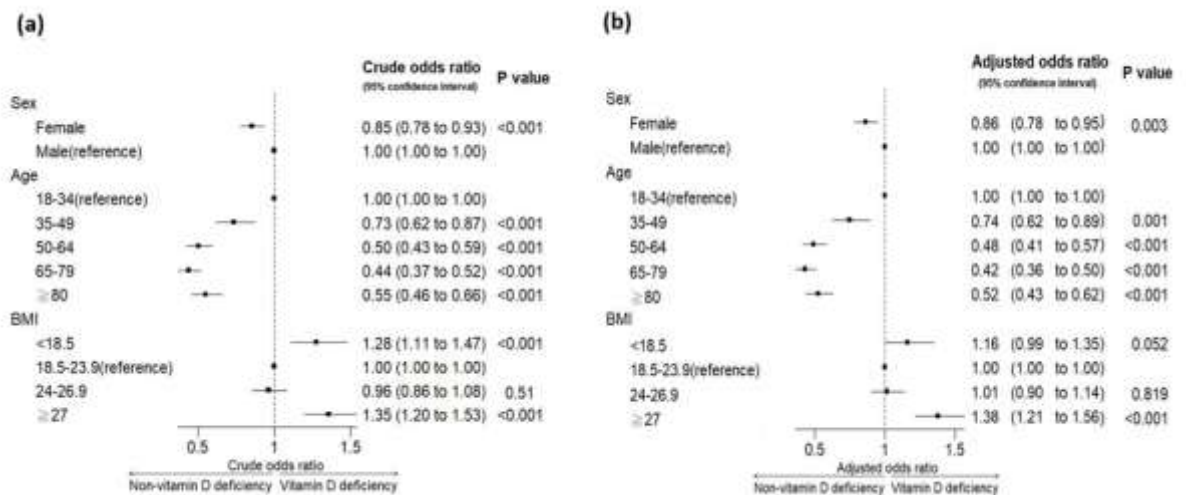 (a)
Crude odds ratio P value
(95% confidence interval)
Sex
Female 0.85 (0.78 to 0.93) <0.001
Male(reference) 1.00 (1.00 to 1.00)
Age
18-34(reference) 1.00 (1.00 to 1.00)
35-49 0.73 (0.62 to 0.87) <0.001
50-64 0.50 (0.43 to 0.59) <0.001
65-79 0.44 (0.37 to 0.52) <0.001
≧80 0.55 (0.46 to 0.66) <0.001
BMI
<18.5 1.28 (1.11 to 1.47) <0.001
18.5-23.9(reference) 1.00 (1.00 to 1.00)
24-26.9 0.96 (0.86 to 1.08) 0.51
≧27 1.35 (1.20 to 1.53) <0.001
0.5 1 1.5
Crude odds ratio
Non-vitamin D deficiency Vitamin D deficiency
(b)
Adjusted odds ratio P value
(95% confidence interval)
Sex
Female 0.86 (0.78 to 0.95) 0.003
Male(reference) 1.00 (1.00 to 1.00)
Age
18-34(reference) 1.00 (1.00 to 1.00)
35-49 0.74 (0.62 to 0.89) 0.001
50-64 0.48 (0.41 to 0.57) <0.001
65-79 0.42 (0.36 to 0.50) <0.001
≧80 0.52 (0.43 to 0.62) <0.001
BMI
<18.5 1.16 (0.99 to 1.35) 0.052
18.5-23.9(reference) 1.00 (1.00 to 1.00)
24-26.9 1.01 (0.90 to 1.14) 0.819
≧27 1.38 (1.21 to 1.56) <0.001
0.5 1 1.5
Adjusted odds ratio
Non-vitamin D deficiency Vitamin D deficiency